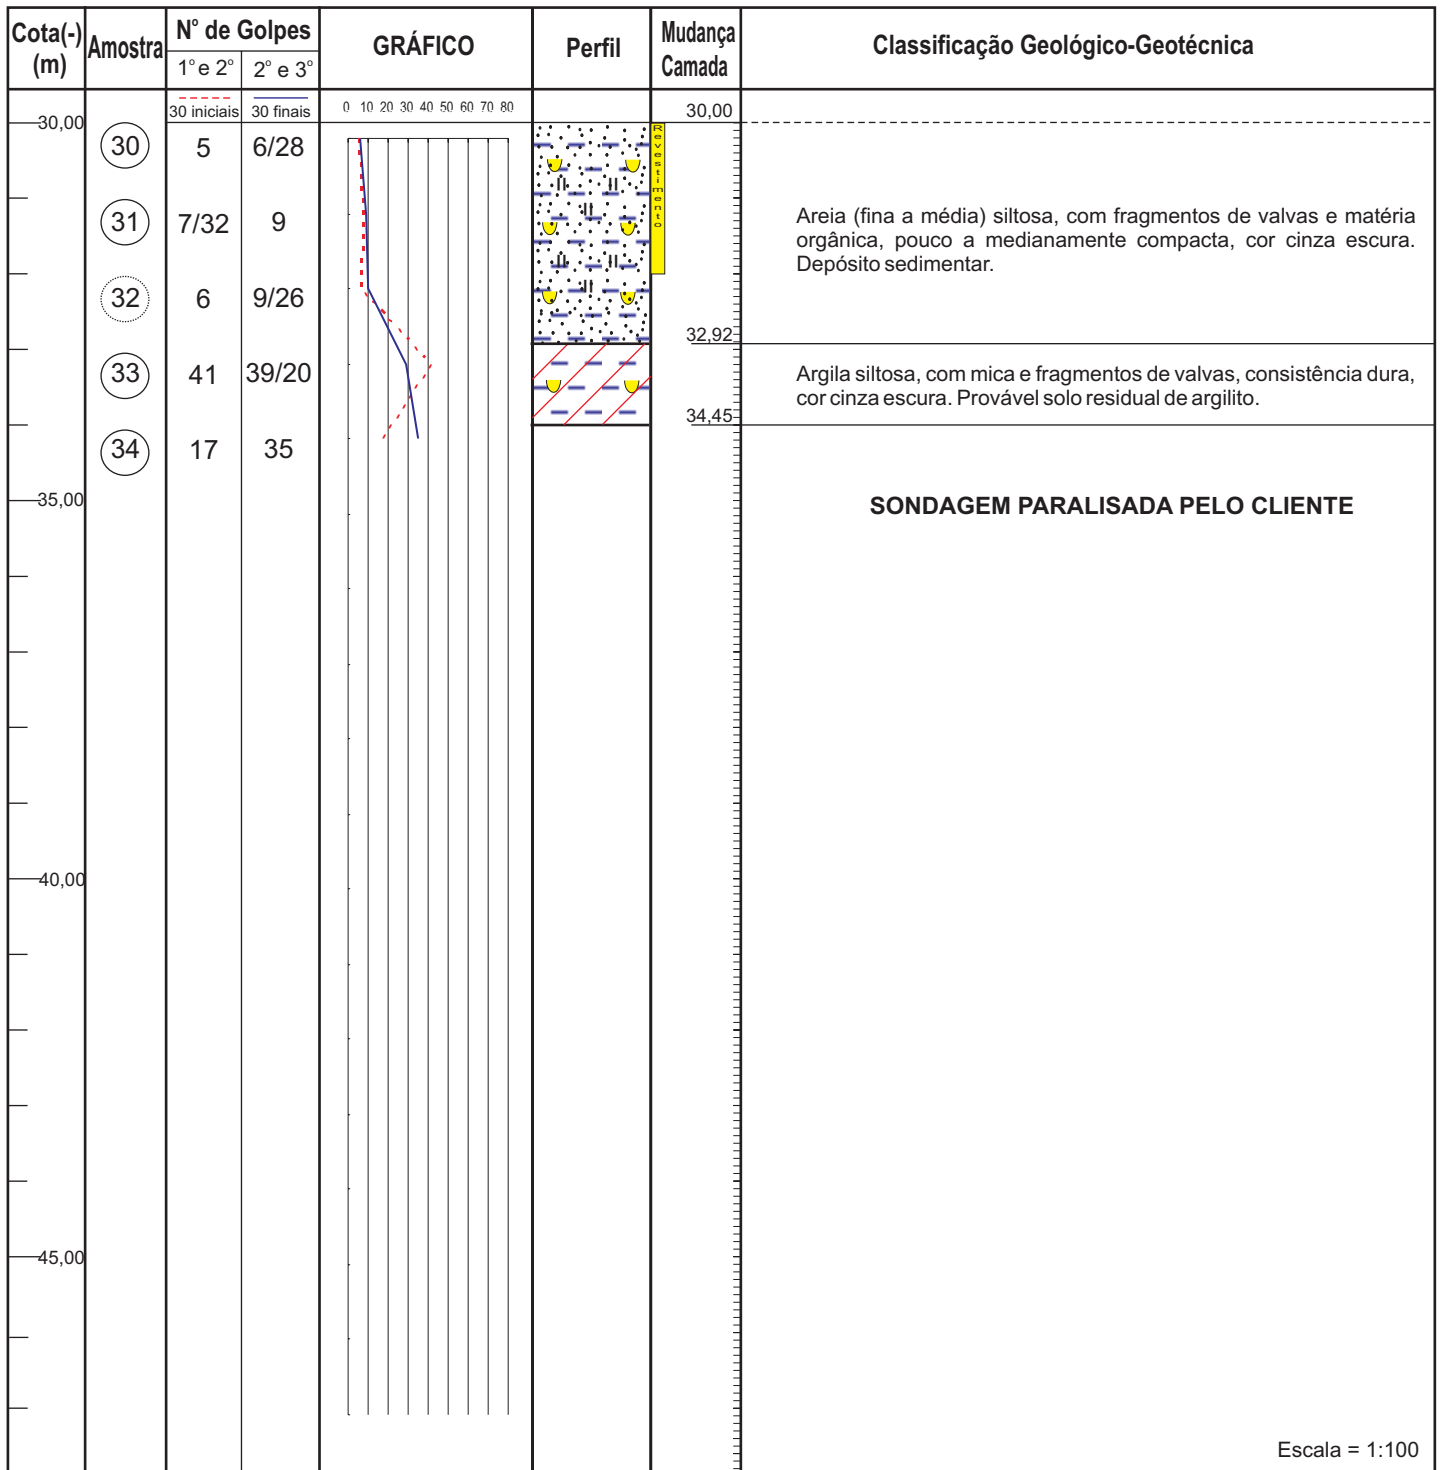 Cota(-) (m)
Amostra
N° de Golpes
1° e 2°
2° e 3°
GRÁFICO
Perfil
Mudança Camada
Classificação Geológico-Geotécnica
30 iniciais
30 finais
0 10 20 30 40 50 60 70 80
30,00
30,00
Revestimento
30 5 6/28
31 7/32 9
Areia (fina a média) siltosa, com fragmentos de valvas e matéria
orgânica, pouco a medianamente compacta, cor cinza escura.
Depósito sedimentar.
32 6 9/26
32,92
33 41 39/20
Argila siltosa, com mica e fragmentos de valvas, consistência dura,
cor cinza escura. Provável solo residual de argilito.
34,45
34 17 35
35,00
SONDAGEM PARALISADA PELO CLIENTE
40,00
45,00
Escala = 1:100